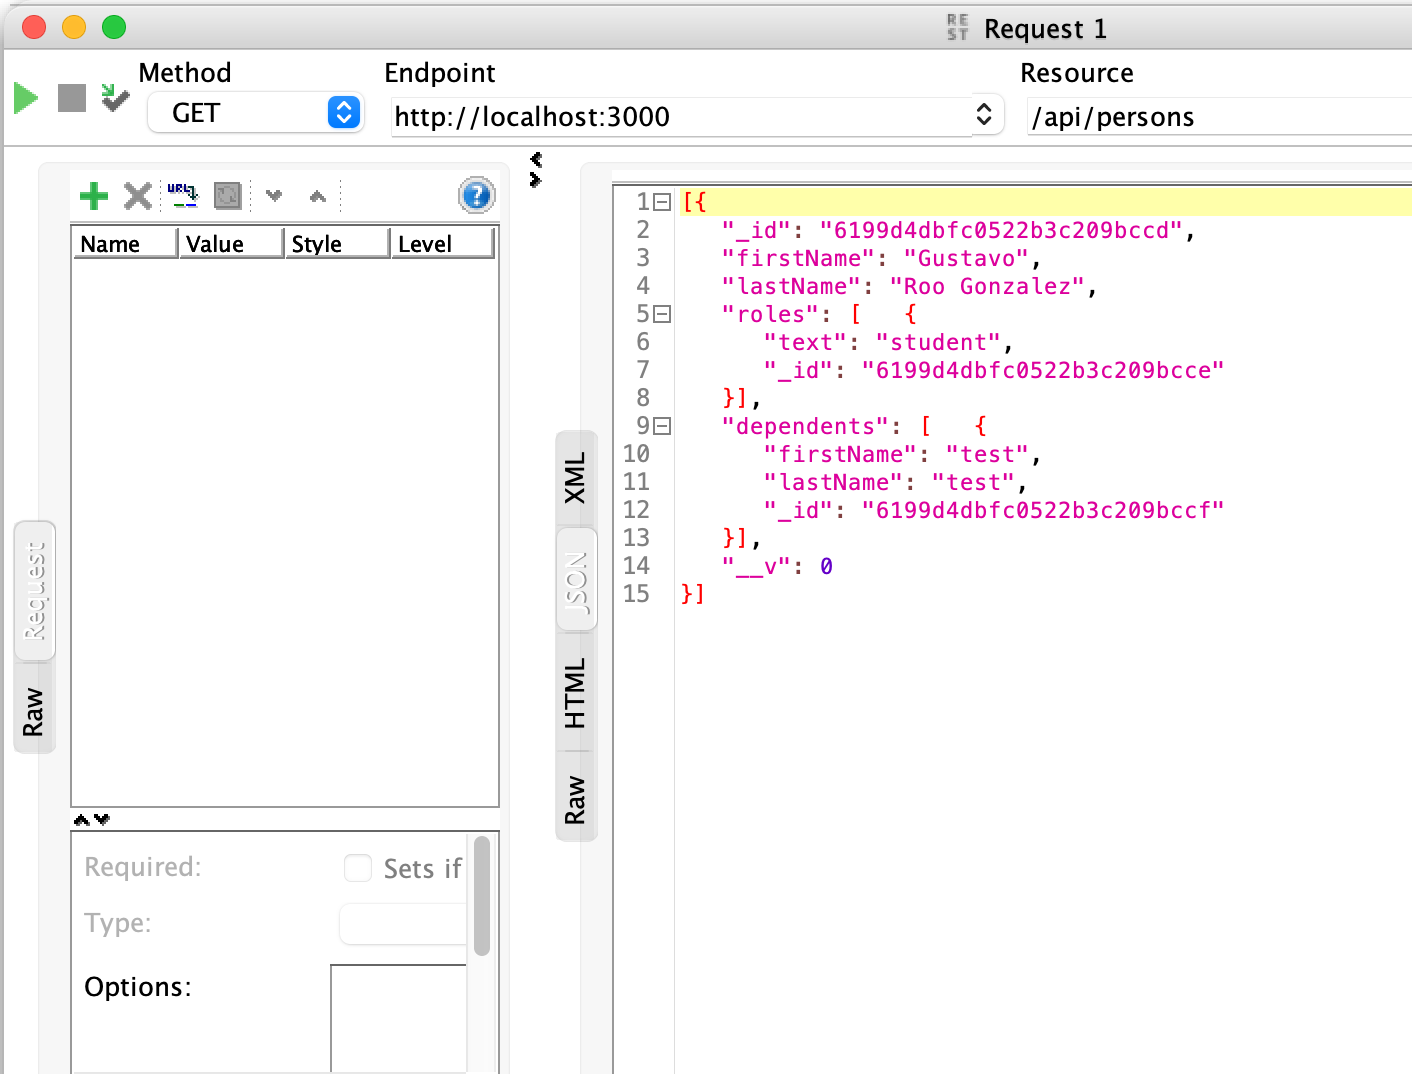 REST Request 1
Method Endpoint Resource
GET http://localhost:3000 /api/persons
URL
?
Name Value Style Level
Request
Raw
Required: Sets if
Type:
Options:
XML
JSON
HTML
Raw
1 [{
2 "_id": "6199d4dbfc0522b3c209bccd",
3 "firstName": "Gustavo",
4 "lastName": "Roo Gonzalez",
5 "roles": [ {
6 "text": "student",
7 "_id": "6199d4dbfc0522b3c209bcce"
8 }],
9 "dependents": [ {
10 "firstName": "test",
11 "lastName": "test",
12 "_id": "6199d4dbfc0522b3c209bccf"
13 }],
14 "__v": 0
15 }]